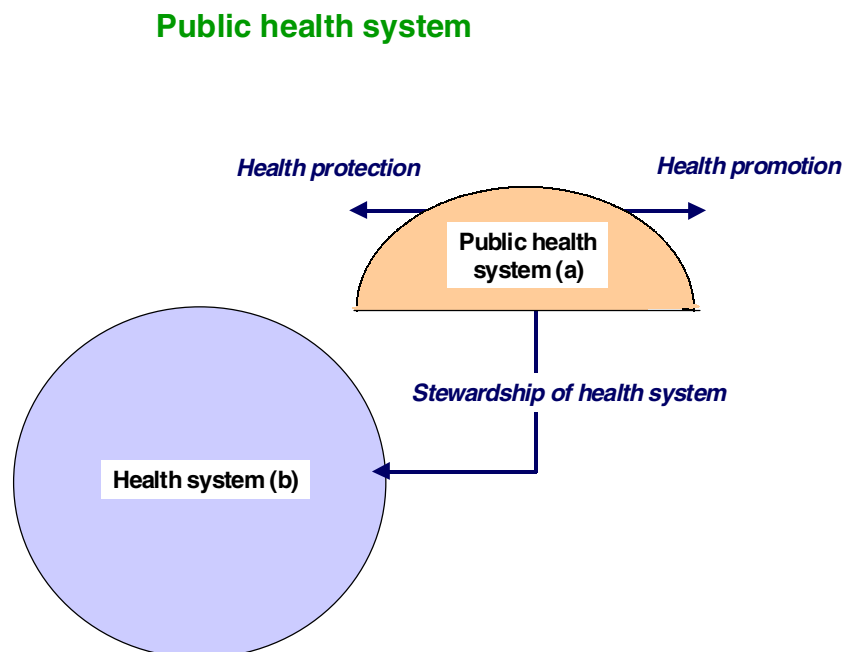 Public health system
Health protection
Health promotion
Public health
system (a)
Stewardship of health system
Health system (b)